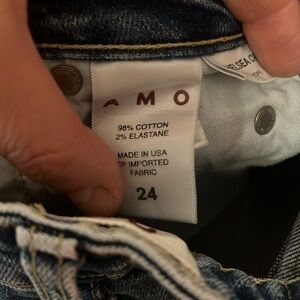 AMO
98% COTTON
2% ELASTANE
MADE IN USA
OF IMPORTED
FABRIC
24